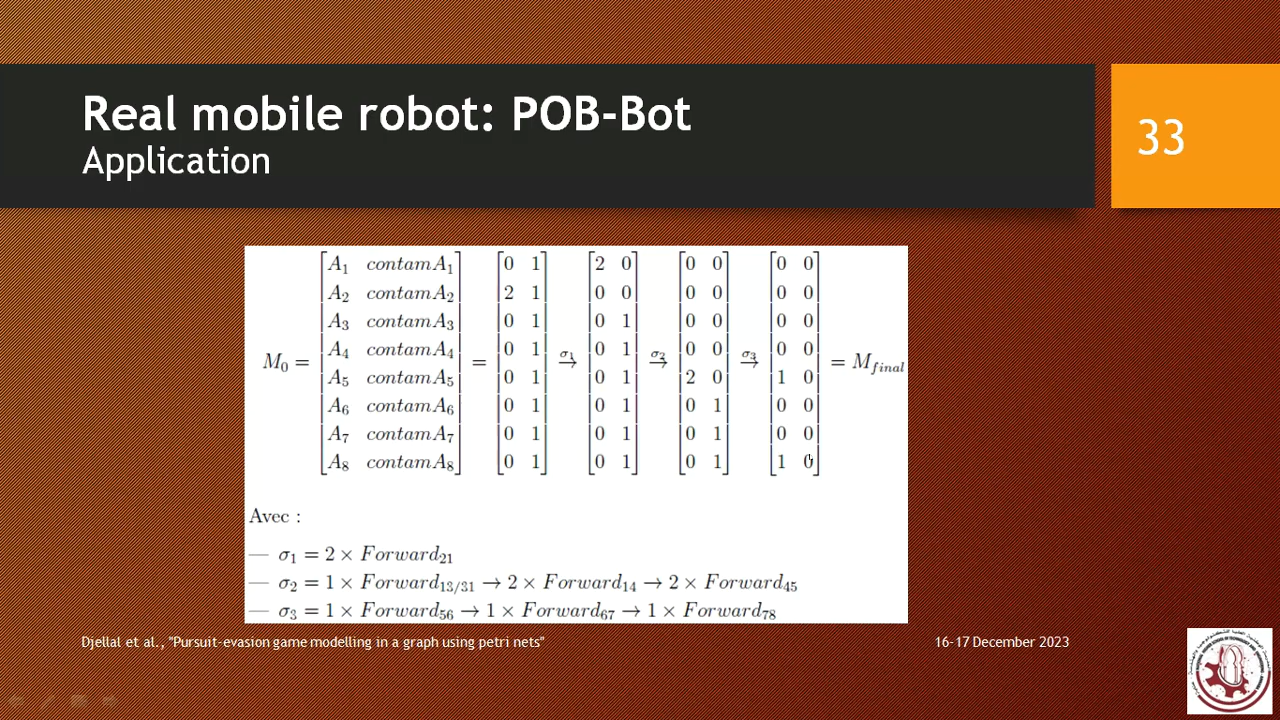 Real mobile robot: POB-Bot
Application
33
M₀ = [A₁ contamA₁; A₂ contamA₂; A₃ contamA₃; A₄ contamA₄; A₅ contamA₅; A₆ contamA₆; A₇ contamA₇; A₈ contamA₈] = [0 1; 2 1; 0 1; 0 1; 0 1; 0 1; 0 1; 0 1] σ₁→ [2 0; 0 0; 0 1; 0 1; 0 1; 0 1; 0 1; 0 1] σ₂→ [0 0; 0 0; 0 0; 0 0; 2 0; 0 1; 0 1; 0 1] σ₃→ [0 0; 0 0; 0 0; 0 0; 1 0; 0 0; 0 0; 1 0] = M_final
Avec :
— σ₁ = 2 × Forward₂₁
— σ₂ = 1 × Forward₁₃/₃₁ → 2 × Forward₁₄ → 2 × Forward₄₅
— σ₃ = 1 × Forward₅₆ → 1 × Forward₆₇ → 1 × Forward₇₈
Djellal et al., "Pursuit-evasion game modelling in a graph using petri nets"
16-17 December 2023